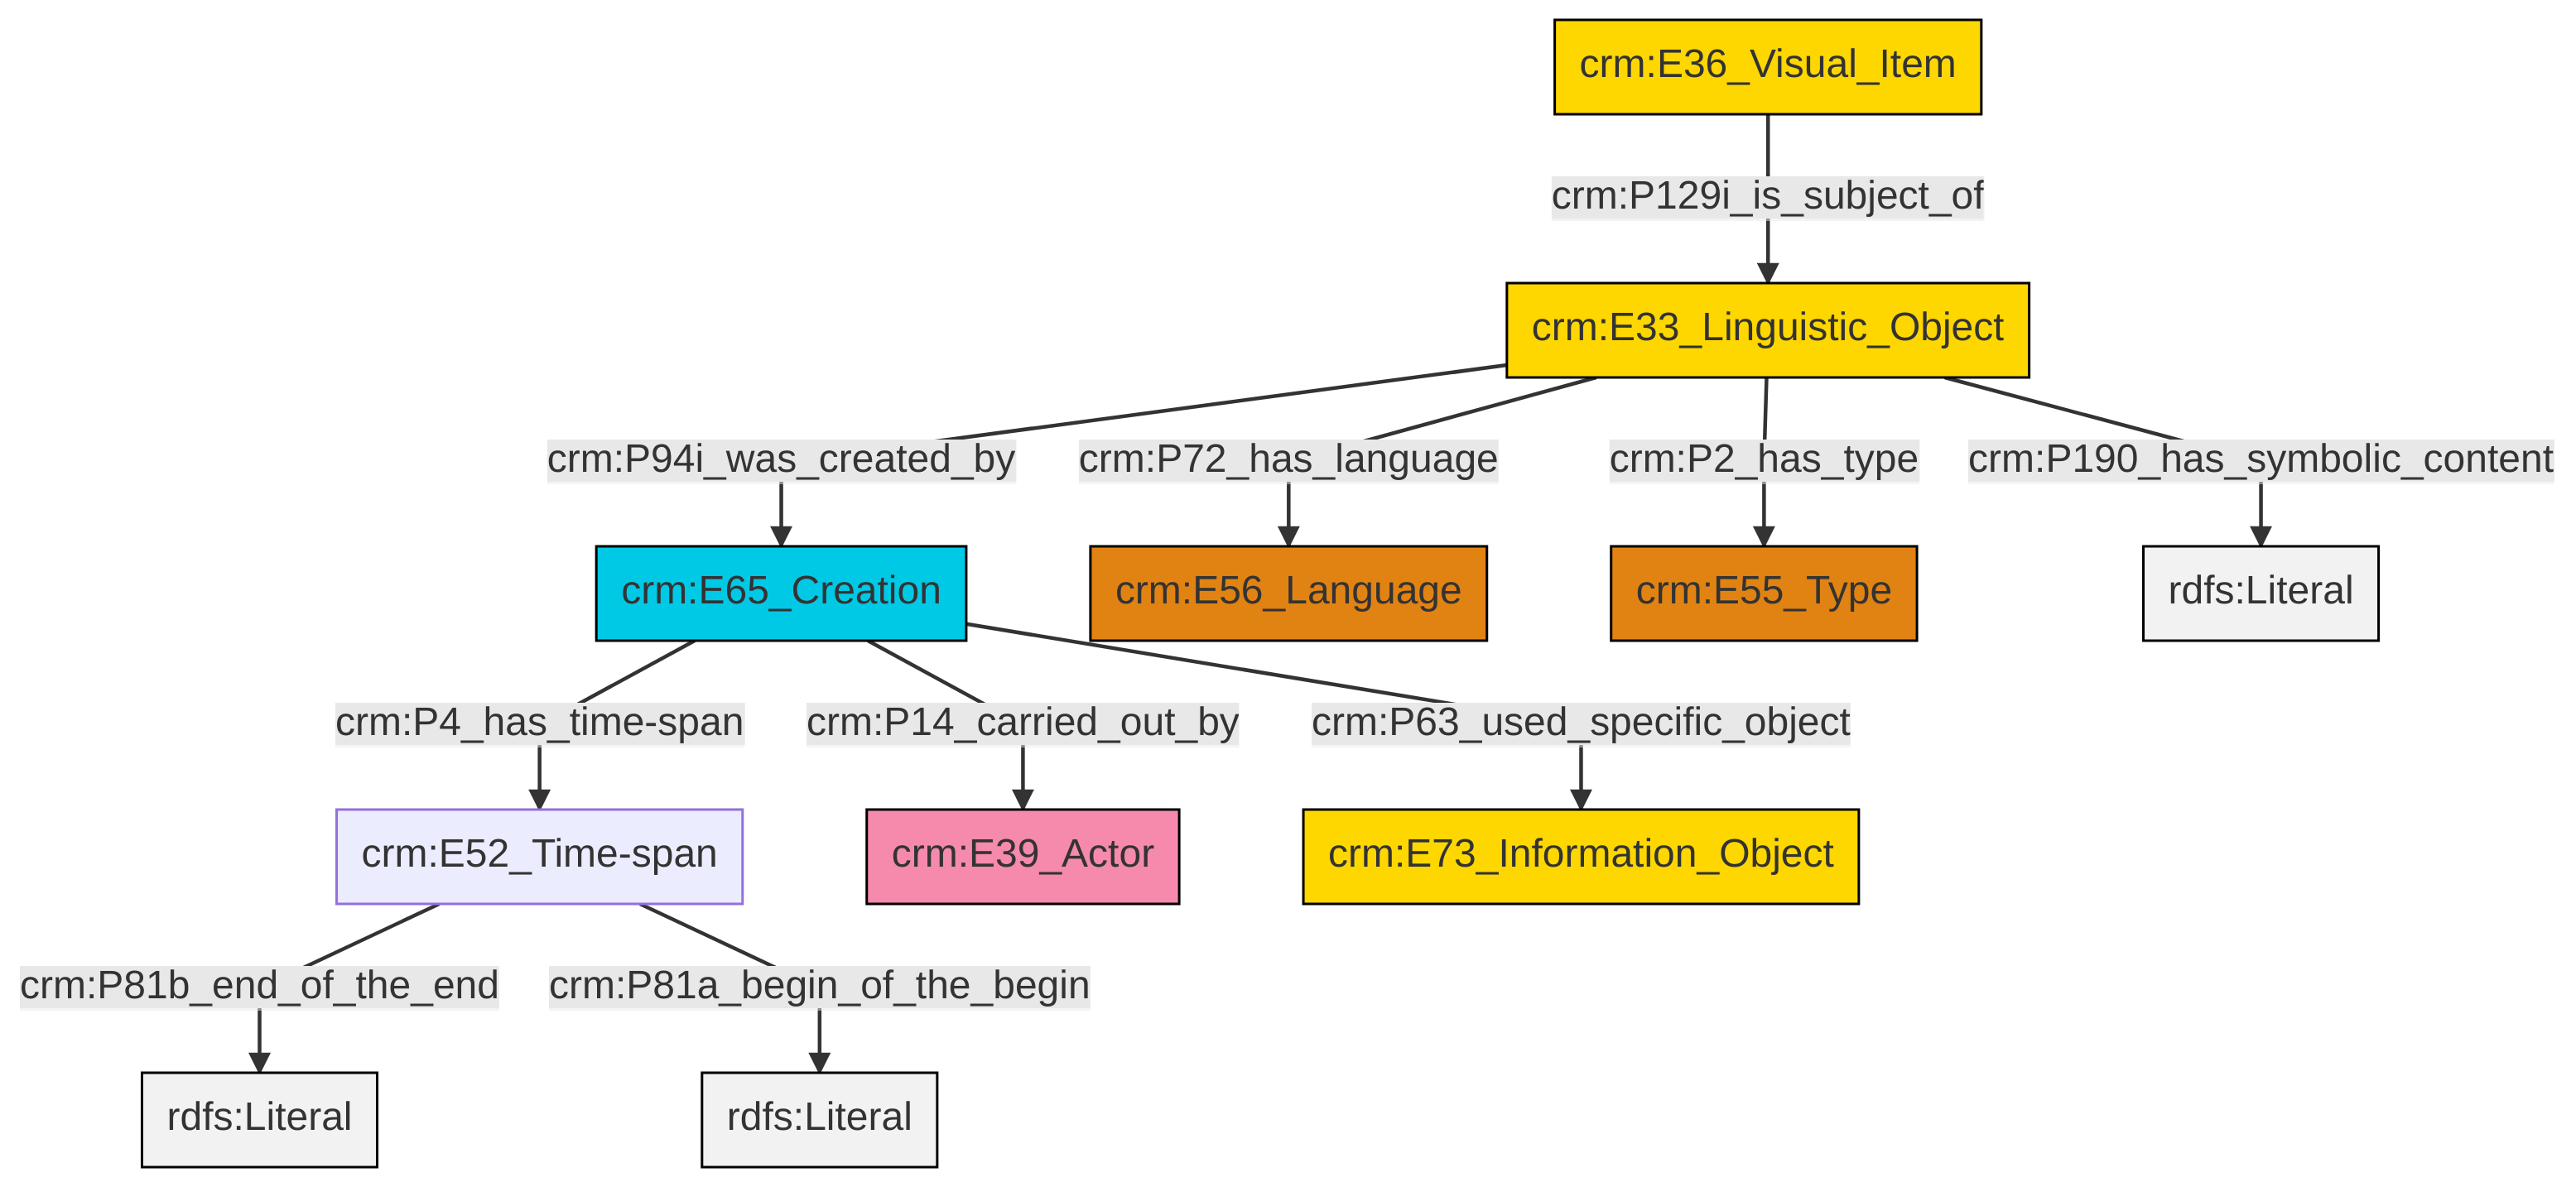 crm:E36_Visual_Item
crm:P129i_is_subject_of
crm:E33_Linguistic_Object
crm:P94i_was_created_by
crm:P72_has_language
crm:P2_has_type
crm:P190_has_symbolic_content
crm:E65_Creation
crm:E56_Language
crm:E55_Type
rdfs:Literal
crm:P4_has_time-span
crm:P14_carried_out_by
crm:P63_used_specific_object
crm:E52_Time-span
crm:E39_Actor
crm:E73_Information_Object
crm:P81b_end_of_the_end
crm:P81a_begin_of_the_begin
rdfs:Literal
rdfs:Literal